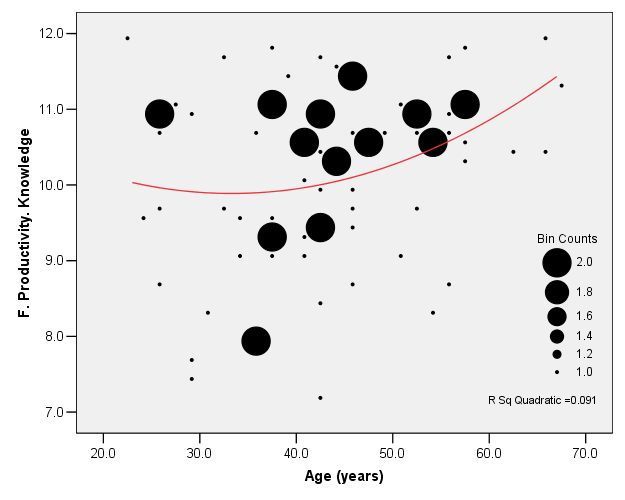 12.0
11.0
10.0
9.0
8.0
7.0
F. Productivity. Knowledge
Bin Counts
2.0
1.8
1.6
1.4
1.2
1.0
R Sq Quadratic =0.091
20.0 30.0 40.0 50.0 60.0 70.0
Age (years)